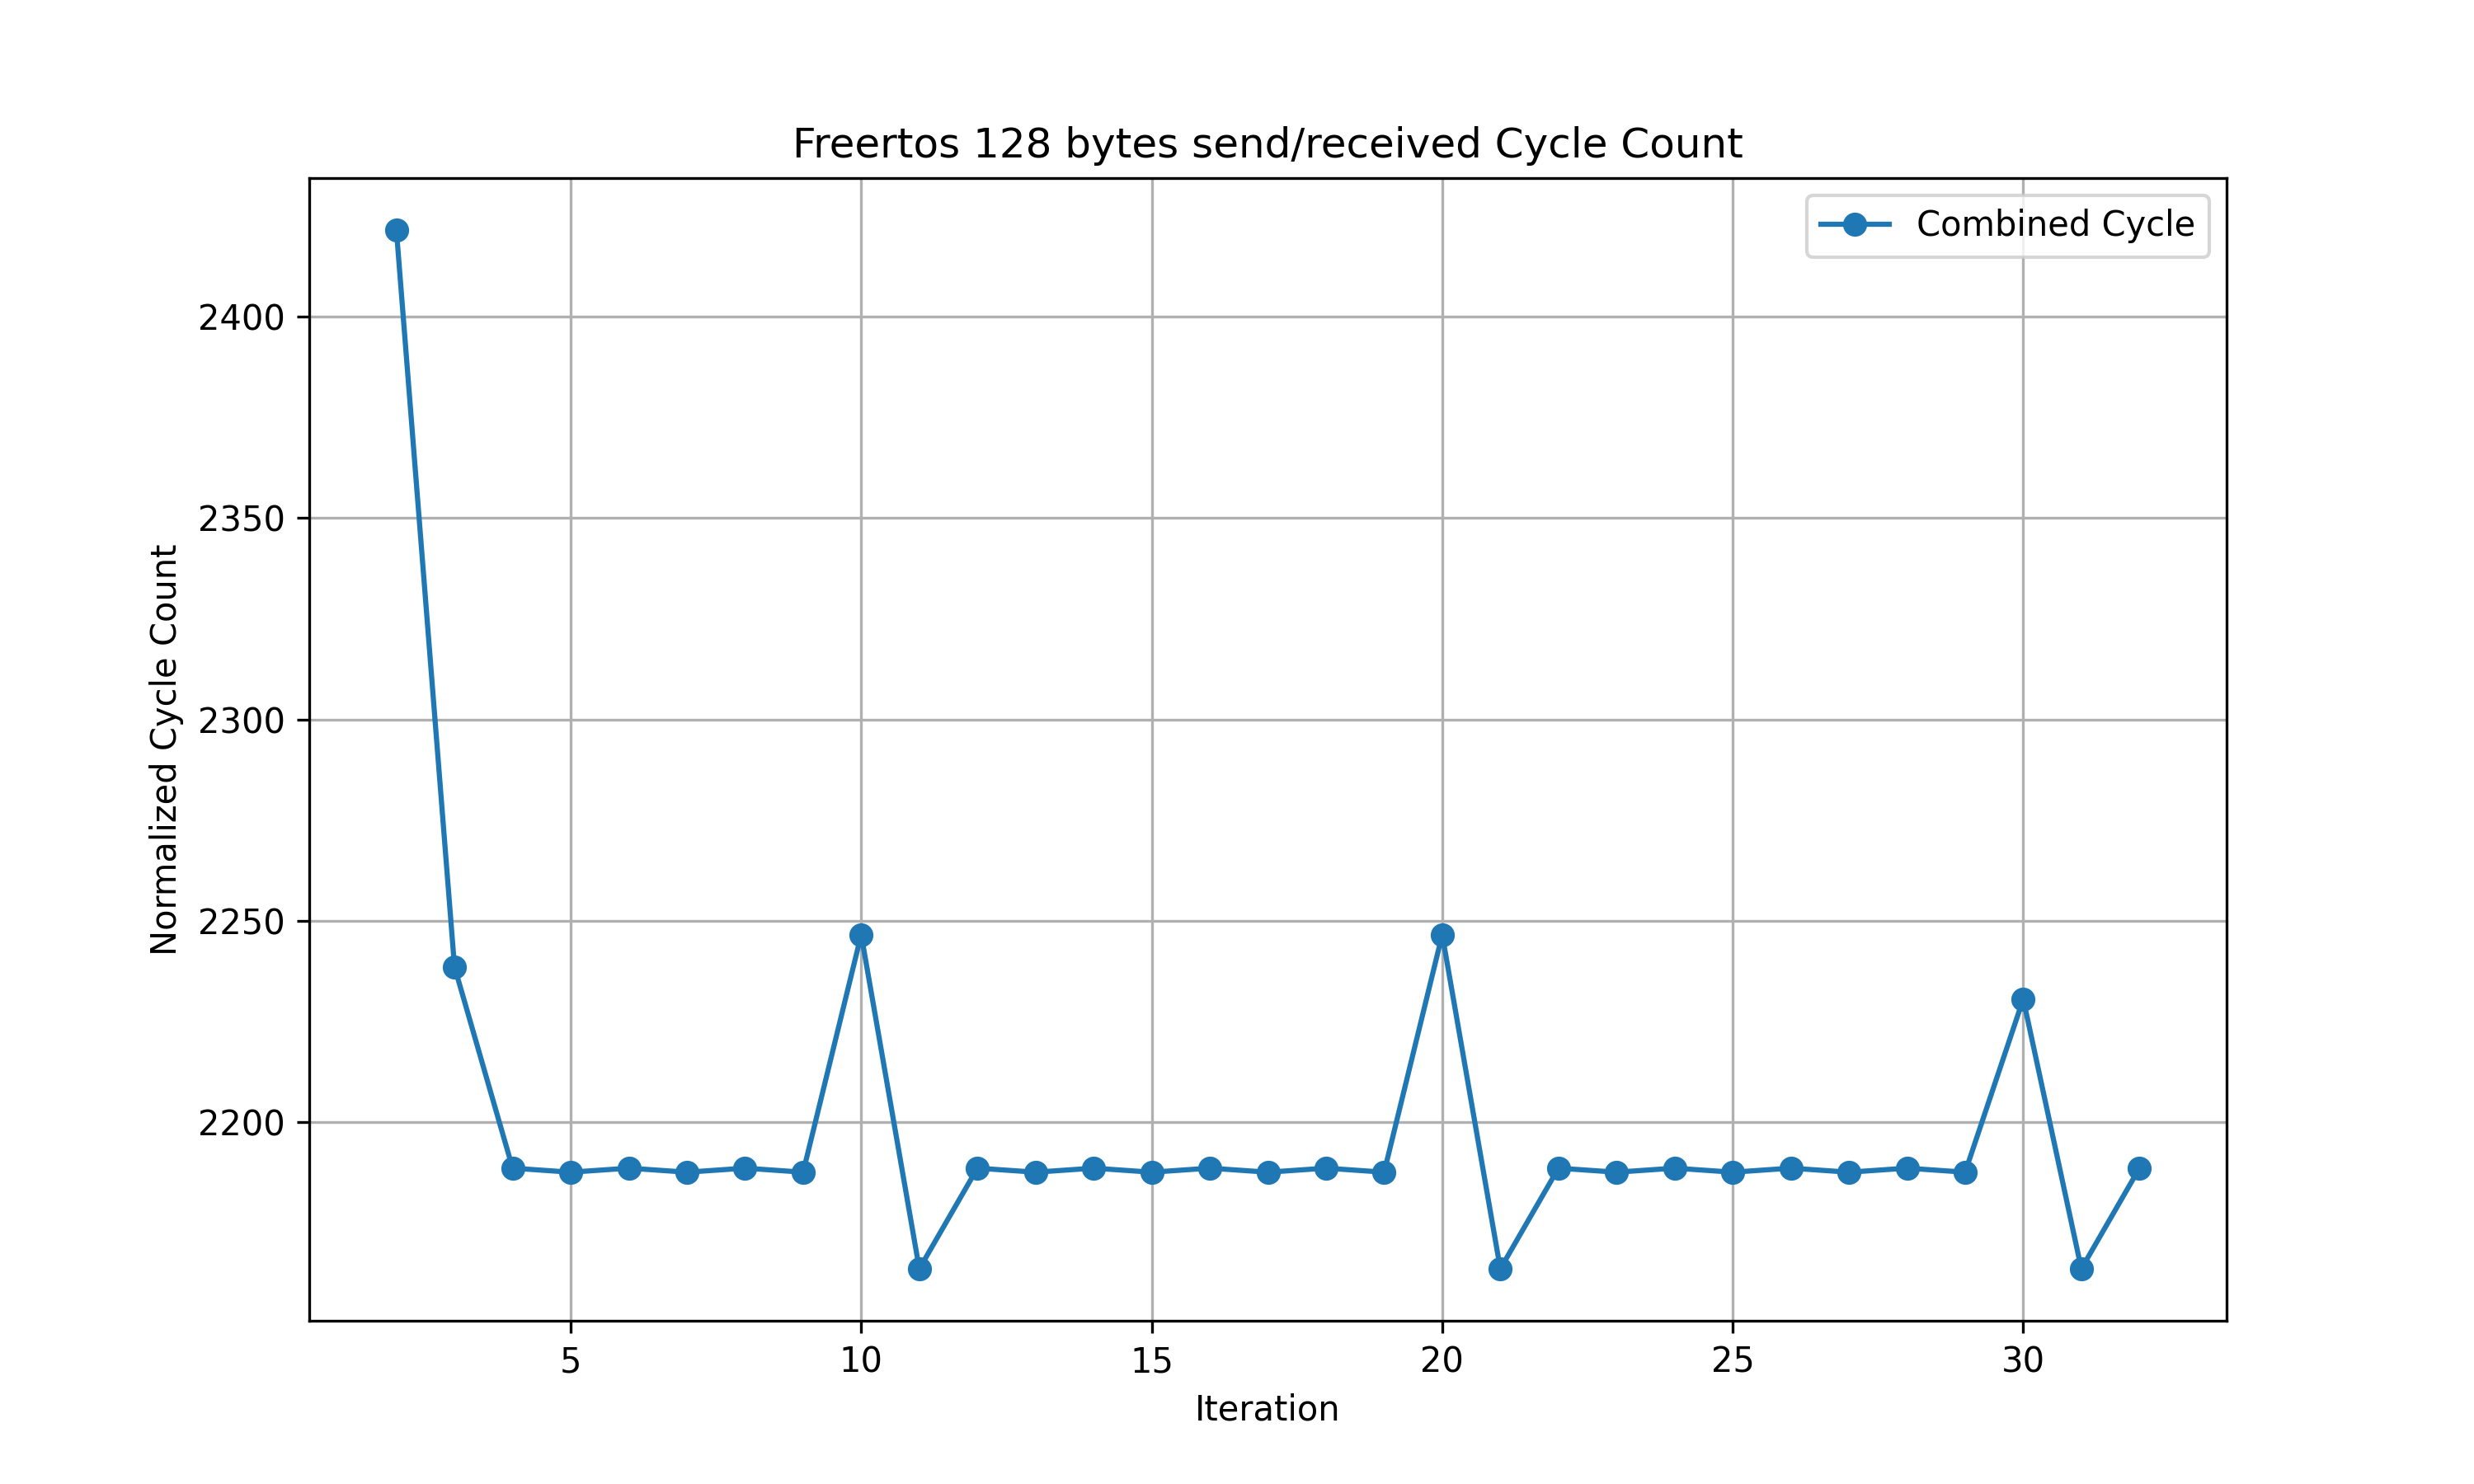 Freertos 128 bytes send/received Cycle Count
Combined Cycle
Normalized Cycle Count
2400
2350
2300
2250
2200
5 10 15 20 25 30
Iteration